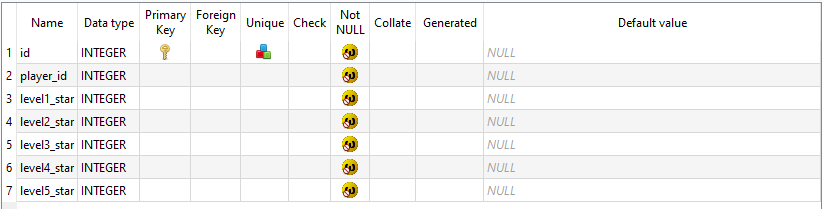 Name Data type Primary Key Foreign Key Unique Check Not NULL Collate Generated Default value
1 id INTEGER NULL
2 player_id INTEGER NULL
3 level1_star INTEGER NULL
4 level2_star INTEGER NULL
5 level3_star INTEGER NULL
6 level4_star INTEGER NULL
7 level5_star INTEGER NULL